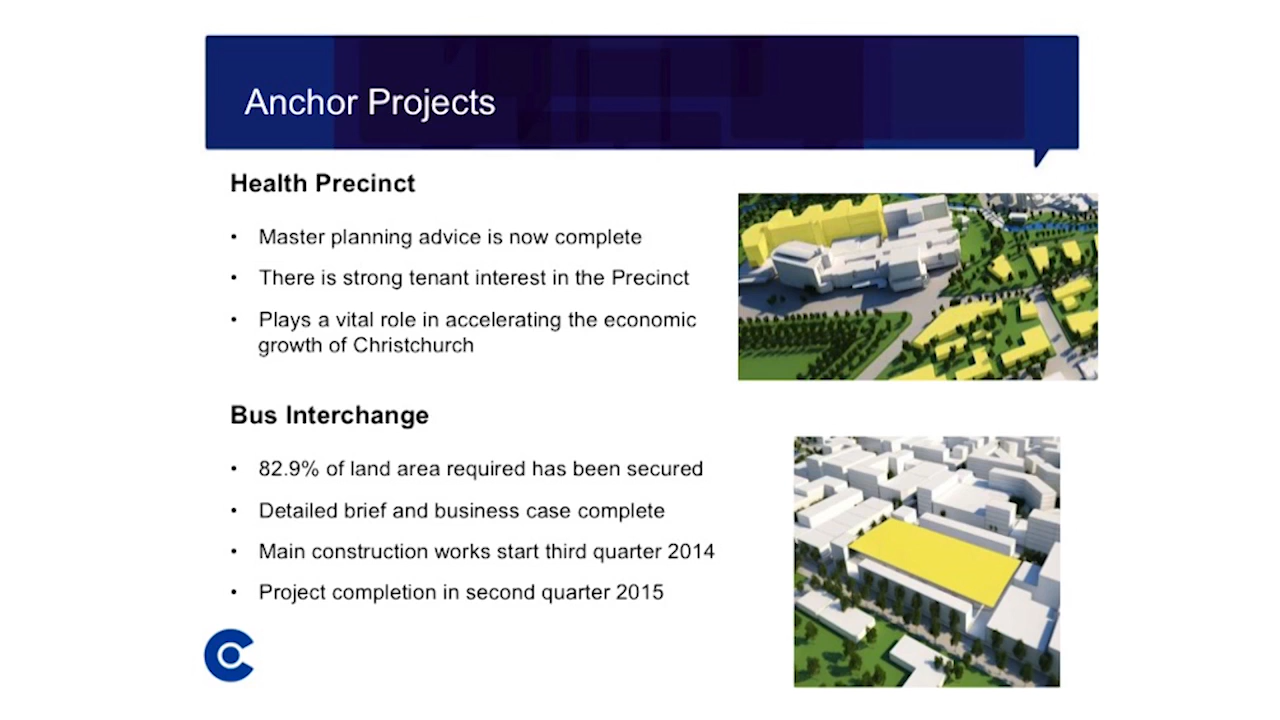 Anchor Projects
Health Precinct
• Master planning advice is now complete
• There is strong tenant interest in the Precinct
• Plays a vital role in accelerating the economic
growth of Christchurch
Bus Interchange
• 82.9% of land area required has been secured
• Detailed brief and business case complete
• Main construction works start third quarter 2014
• Project completion in second quarter 2015